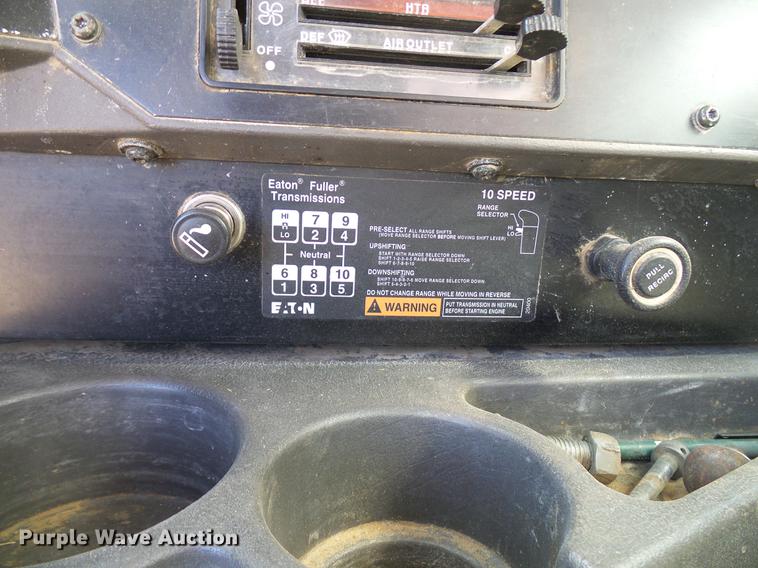 HTR
DEF AIR OUTLET
OFF
Eaton® Fuller®
Transmissions
10 SPEED
RANGE
SELECTOR
HI
LO
HI 7 9
R
LO 2 4
Neutral
6 8 10
1 3 5
PRE-SELECT ALL RANGE SHIFTS
(MOVE RANGE SELECTOR BEFORE MOVING SHIFT LEVER)
UPSHIFTING
START WITH RANGE SELECTOR DOWN
SHIFT 1-2-3-4-5 RAISE RANGE SELECTOR
SHIFT 6-7-8-9-10
DOWNSHIFTING
SHIFT 10-9-8-7-6 MOVE RANGE SELECTOR DOWN
SHIFT 5-4-3-2-1
DO NOT CHANGE RANGE WHILE MOVING IN REVERSE
WARNING
PUT TRANSMISSION IN NEUTRAL
BEFORE STARTING ENGINE
EATON
PULL
RECIRC
Purple Wave Auction